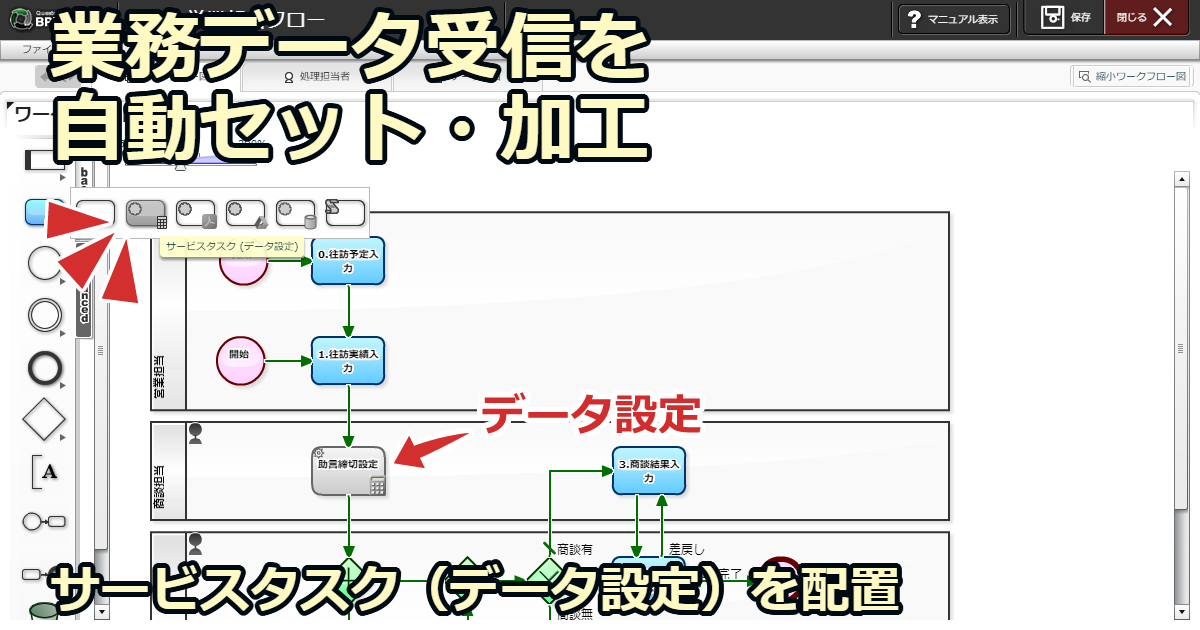 業務データ受信を
自動セット・加工
フロー
? マニュアル表示
保存
閉じる
ファイ
処理担当者
縮小ワークフロー図
ワー
ba
サービスタスク (データ設定)
nced
0.往訪予定入力
営業担当
開始
1.往訪実績入力
データ設定
商談担当
助言締切設定
3.商談結果入力
商談有
差戻し
完了
サービスタスク（データ設定）を配置
商談無
A